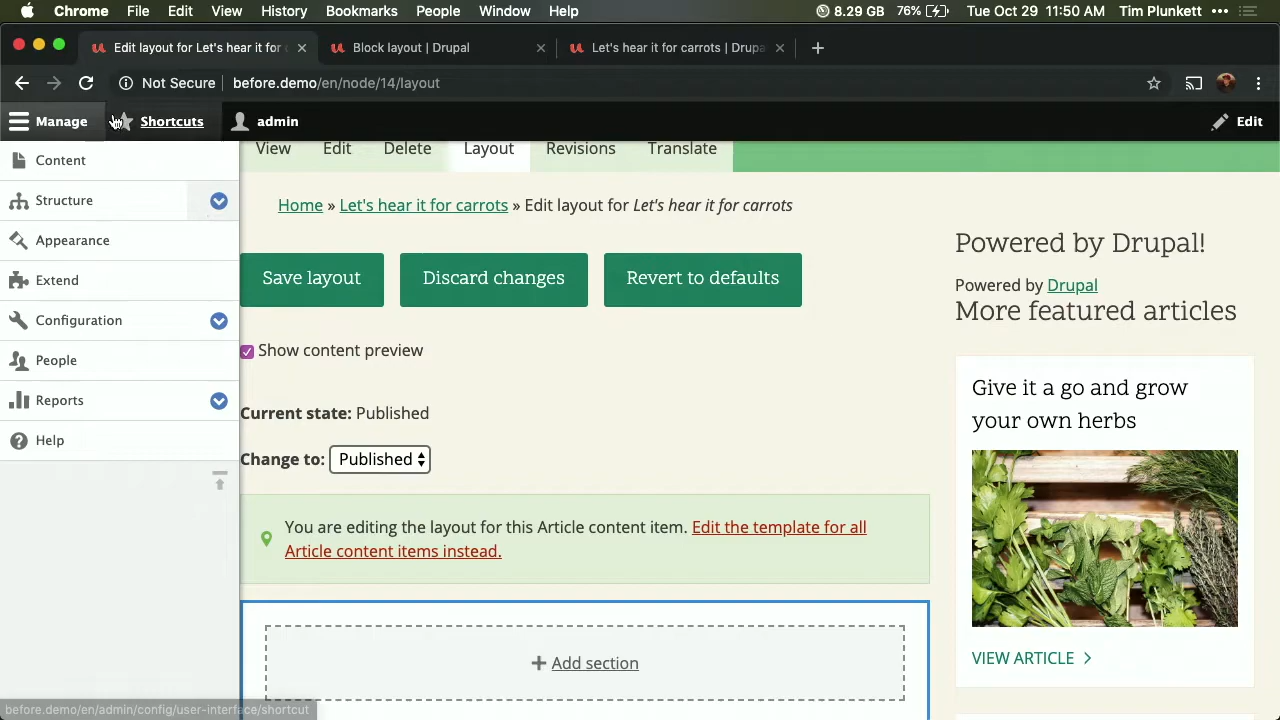 Chrome File Edit View History Bookmarks People Window Help 8.29 GB 76% Tue Oct 29 11:50 AM Tim Plunkett
Edit layout for Let's hear it for c Block layout | Drupal Let's hear it for carrots | Drupa
Not Secure before.demo/en/node/14/layout
Manage Shortcuts admin Edit
View Edit Delete Layout Revisions Translate
Content
Structure
Appearance
Extend
Configuration
People
Reports
Help
Home » Let's hear it for carrots » Edit layout for Let's hear it for carrots
Save layout Discard changes Revert to defaults
Show content preview
Current state: Published
Change to: Published
You are editing the layout for this Article content item. Edit the template for all
Article content items instead.
+ Add section
Powered by Drupal!
Powered by Drupal
More featured articles
Give it a go and grow
your own herbs
VIEW ARTICLE
before.demo/en/admin/config/user-interface/shortcut